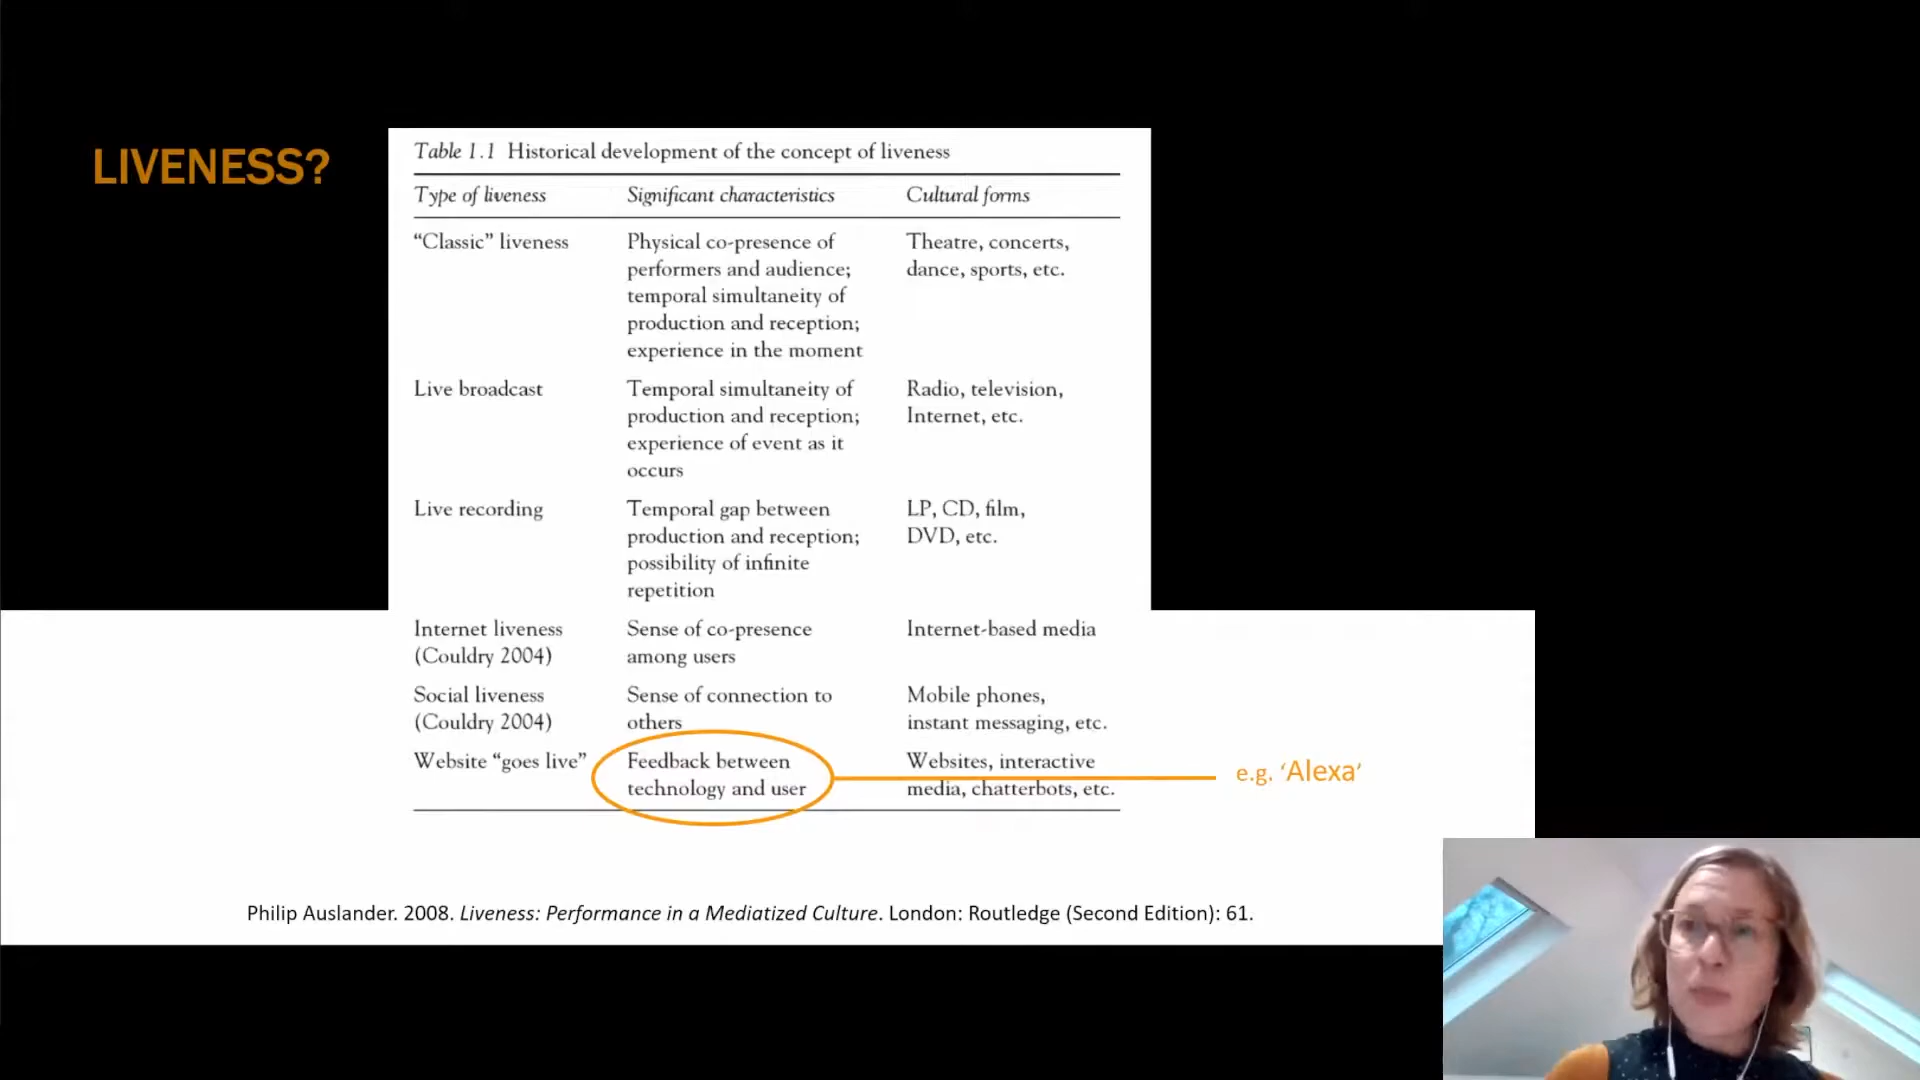 LIVENESS?
Table 1.1 Historical development of the concept of liveness
Type of liveness Significant characteristics Cultural forms
“Classic” liveness Physical co-presence of Theatre, concerts,
performers and audience; dance, sports, etc.
temporal simultaneity of
production and reception;
experience in the moment
Live broadcast Temporal simultaneity of Radio, television,
production and reception; Internet, etc.
experience of event as it
occurs
Live recording Temporal gap between LP, CD, film,
production and reception; DVD, etc.
possibility of infinite
repetition
Internet liveness Sense of co-presence Internet-based media
(Couldry 2004) among users
Social liveness Sense of connection to Mobile phones,
(Couldry 2004) others instant messaging, etc.
Website “goes live” Feedback between Websites, interactive
technology and user media, chatterbots, etc.
e.g. ‘Alexa’
Philip Auslander. 2008. Liveness: Performance in a Mediatized Culture. London: Routledge (Second Edition): 61.